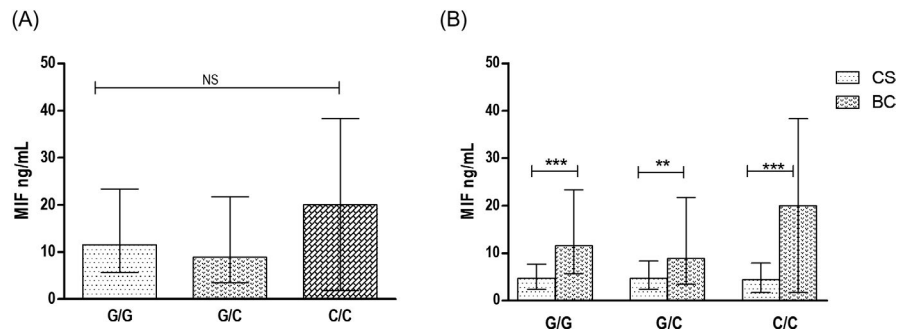 (A)
MIF ng/mL
50
40
30
20
10
0
NS
G/G G/C C/C
(B)
MIF ng/mL
50
40
30
20
10
0
*** ** ***
G/G G/C C/C
CS
BC